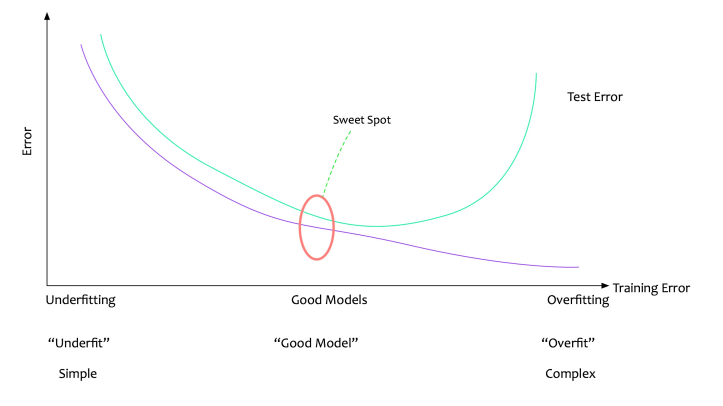 Test Error
Sweet Spot
Error
Training Error
Underfitting
Good Models
Overfitting
“Underfit”
“Good Model”
“Overfit”
Simple
Complex